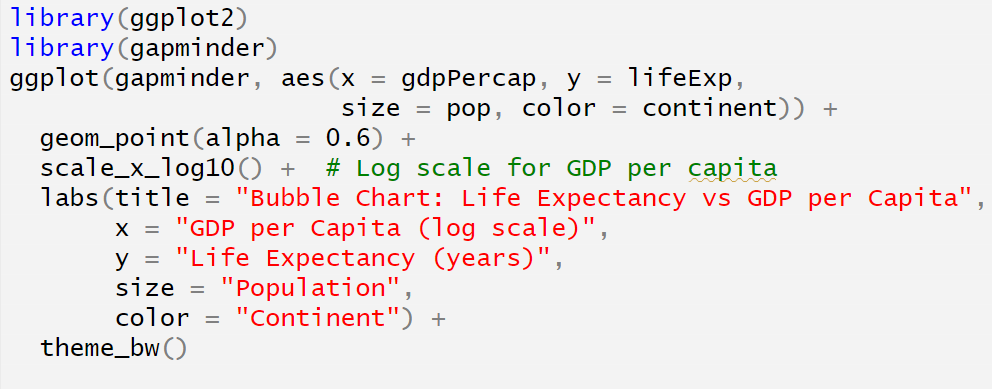 library(ggplot2)
library(gapminder)
ggplot(gapminder, aes(x = gdpPercap, y = lifeExp,
                      size = pop, color = continent)) +
  geom_point(alpha = 0.6) +
  scale_x_log10() +  # Log scale for GDP per capita
  labs(title = "Bubble Chart: Life Expectancy vs GDP per Capita",
       x = "GDP per Capita (log scale)",
       y = "Life Expectancy (years)",
       size = "Population",
       color = "Continent") +
  theme_bw()